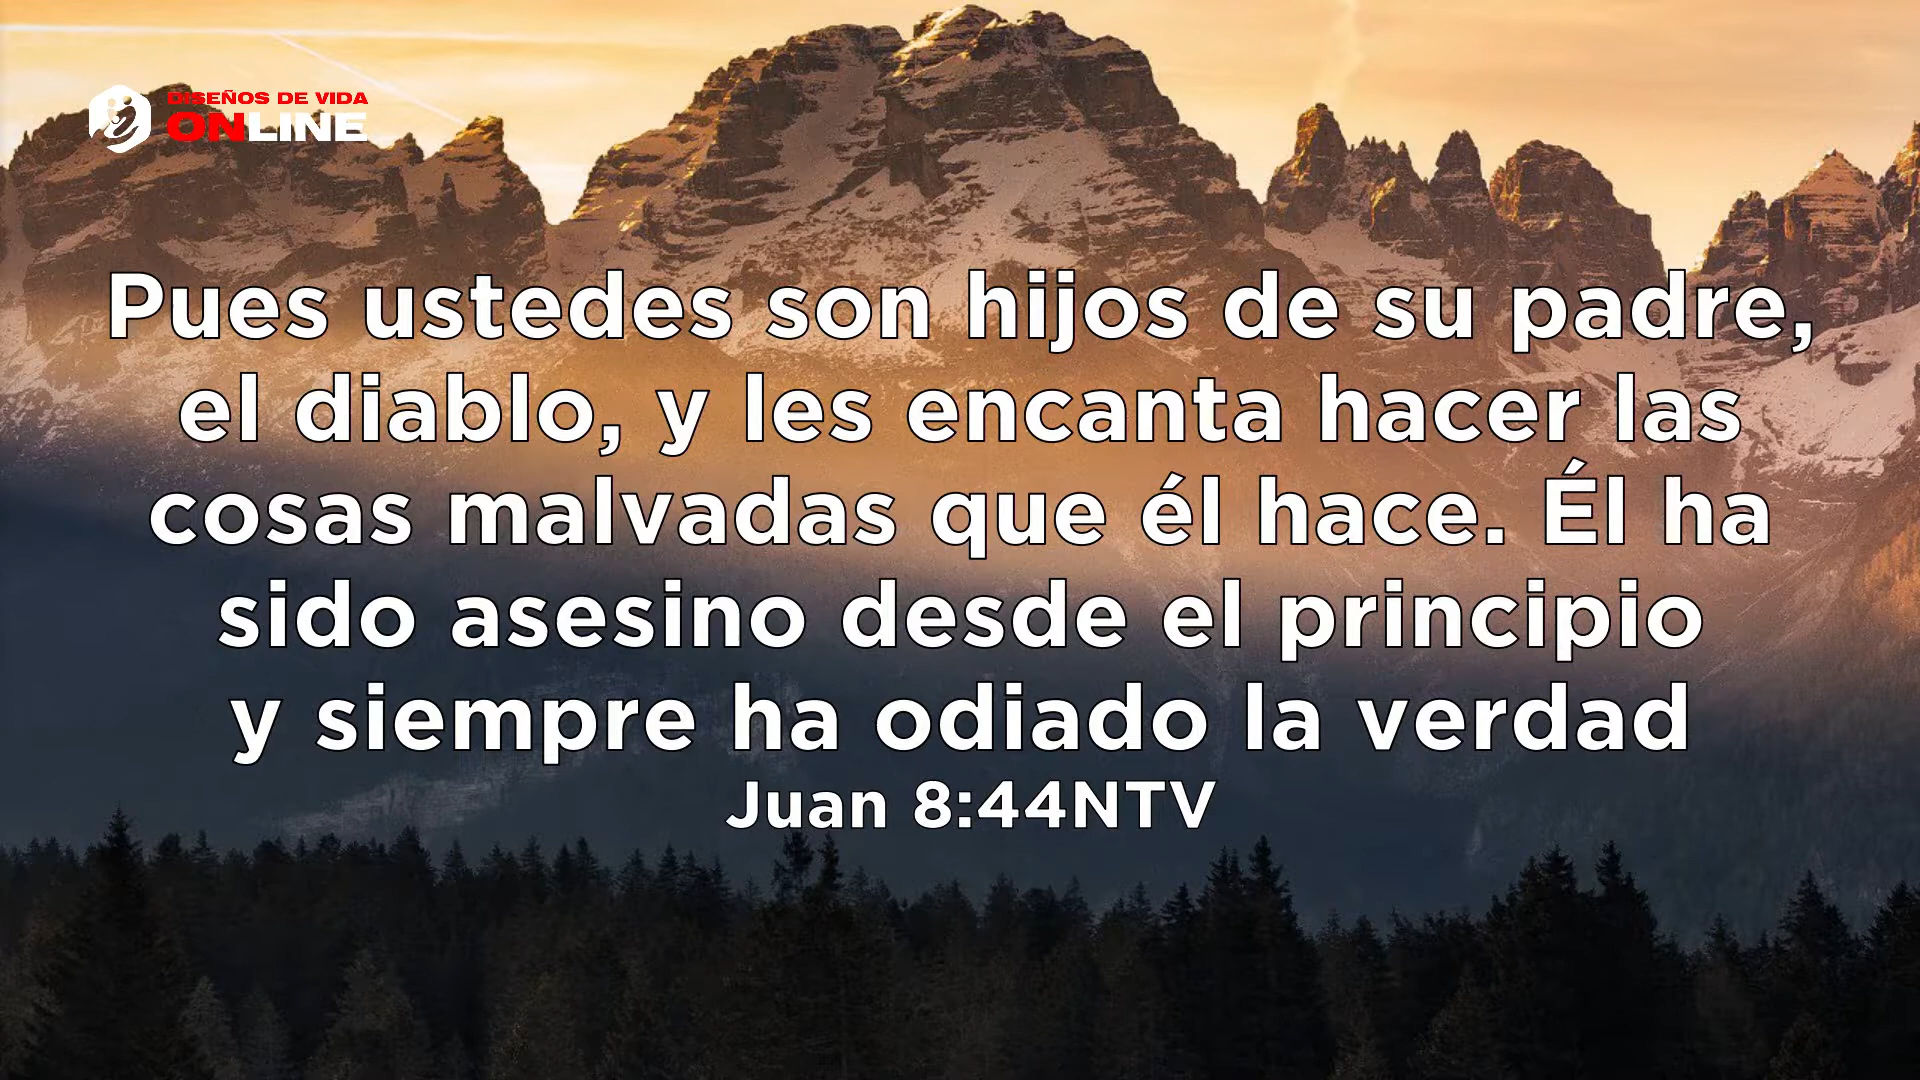 DISEÑOS DE VIDA
ONLINE
Pues ustedes son hijos de su padre,
el diablo, y les encanta hacer las
cosas malvadas que él hace. Él ha
sido asesino desde el principio
y siempre ha odiado la verdad
Juan 8:44NTV